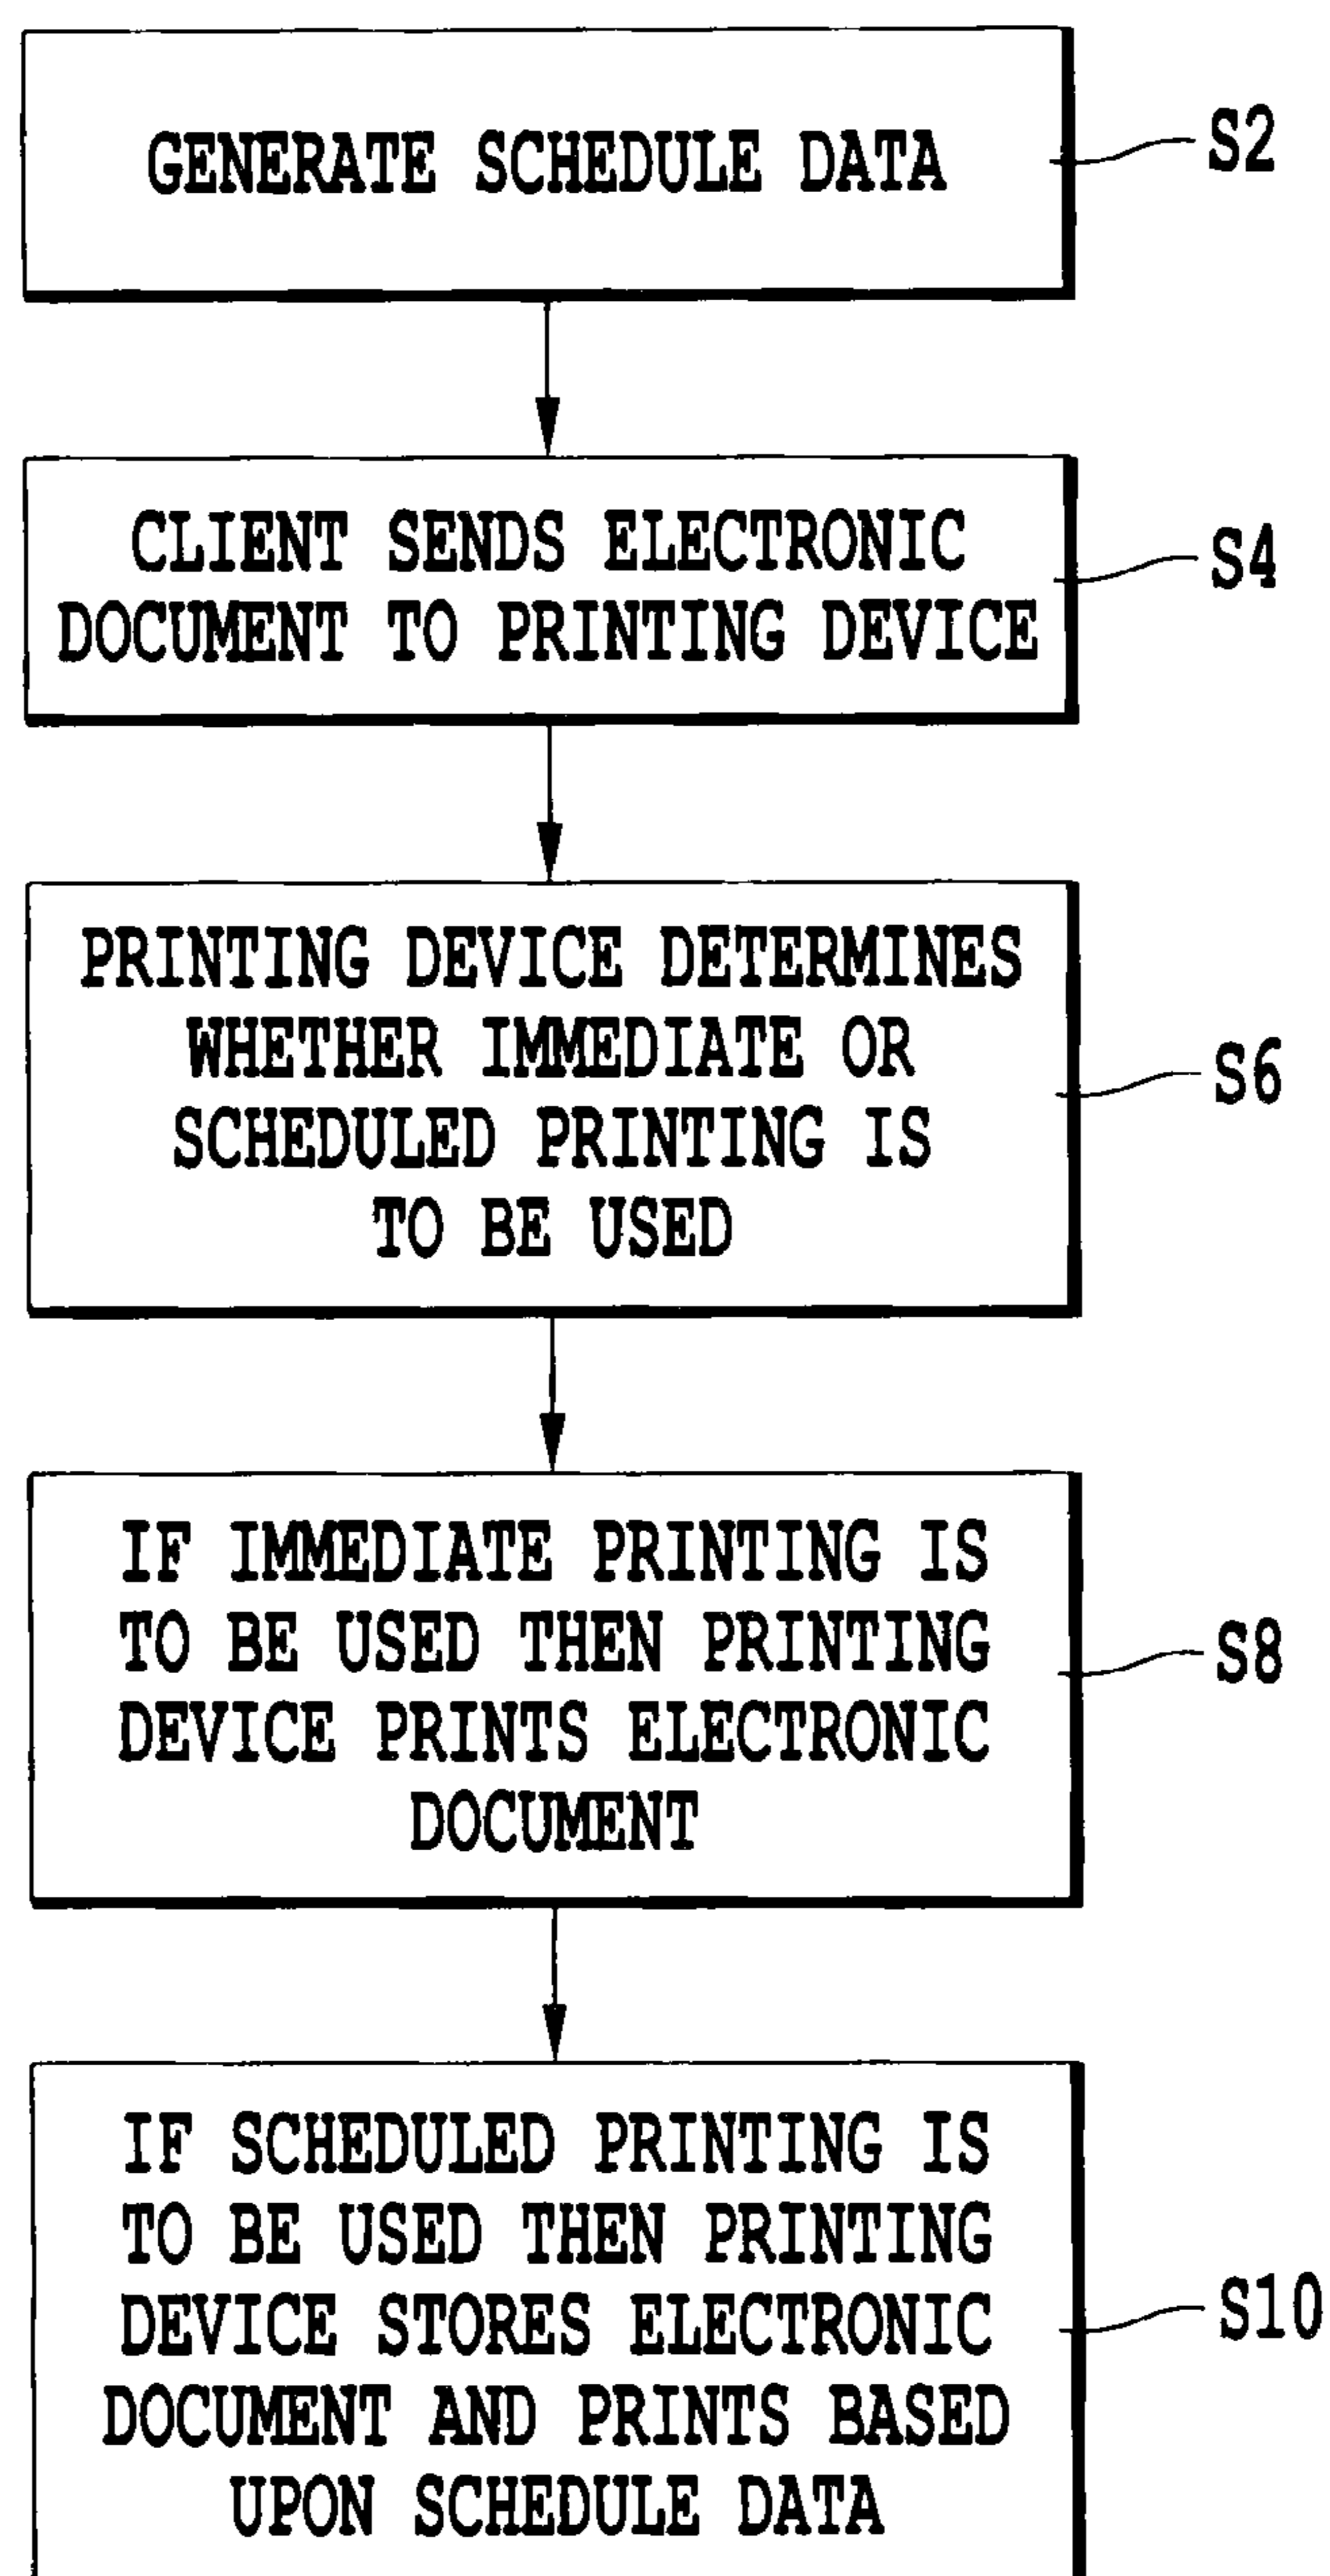 GENERATE SCHEDULE DATA
S2
CLIENT SENDS ELECTRONIC
DOCUMENT TO PRINTING DEVICE
S4
PRINTING DEVICE DETERMINES
WHETHER IMMEDIATE OR
SCHEDULED PRINTING IS
TO BE USED
S6
IF IMMEDIATE PRINTING IS
TO BE USED THEN PRINTING
DEVICE PRINTS ELECTRONIC
DOCUMENT
S8
IF SCHEDULED PRINTING IS
TO BE USED THEN PRINTING
DEVICE STORES ELECTRONIC
DOCUMENT AND PRINTS BASED
UPON SCHEDULE DATA
S10